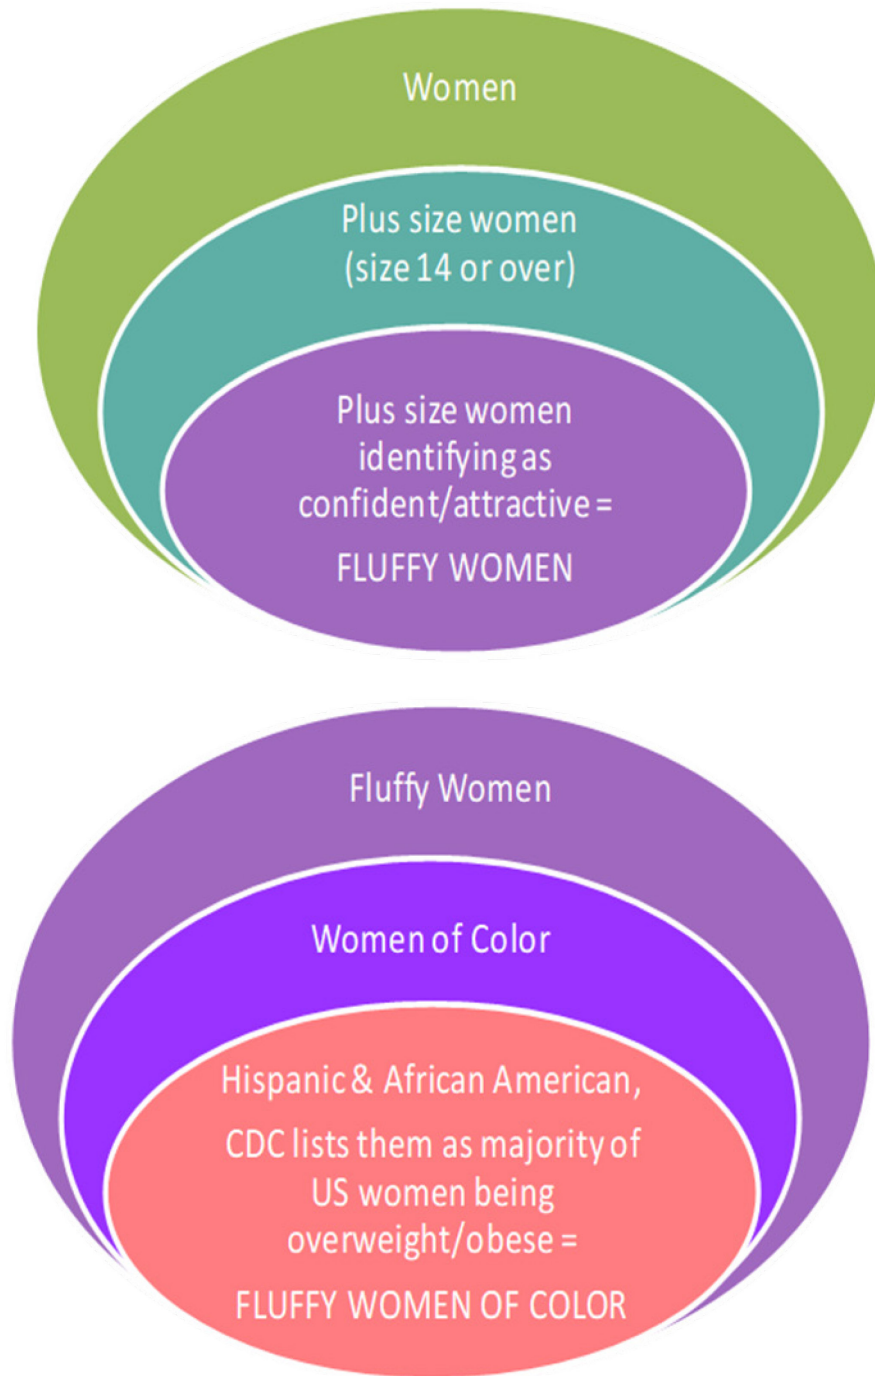 Women
Plus size women
(size 14 or over)
Plus size women
identifying as
confident/attractive =
FLUFFY WOMEN
Fluffy Women
Women of Color
Hispanic & African American,
CDC lists them as majority of
US women being
overweight/obese =
FLUFFY WOMEN OF COLOR